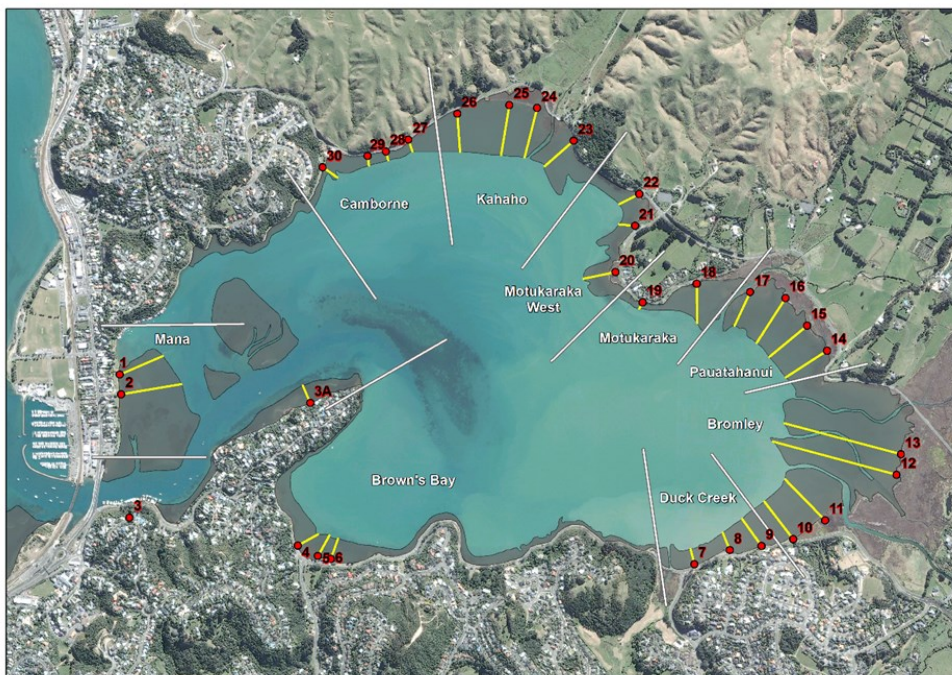 25
24
26
27
28
29
30
23
Camborne
Kahaho
22
21
20
Motukaraka
West
19
18
17
16
15
14
Mana
Motukaraka
Pauatahanui
1
2
3A
Bromley
13
12
Brown's Bay
Duck Creek
3
11
10
9
8
7
4
5
6